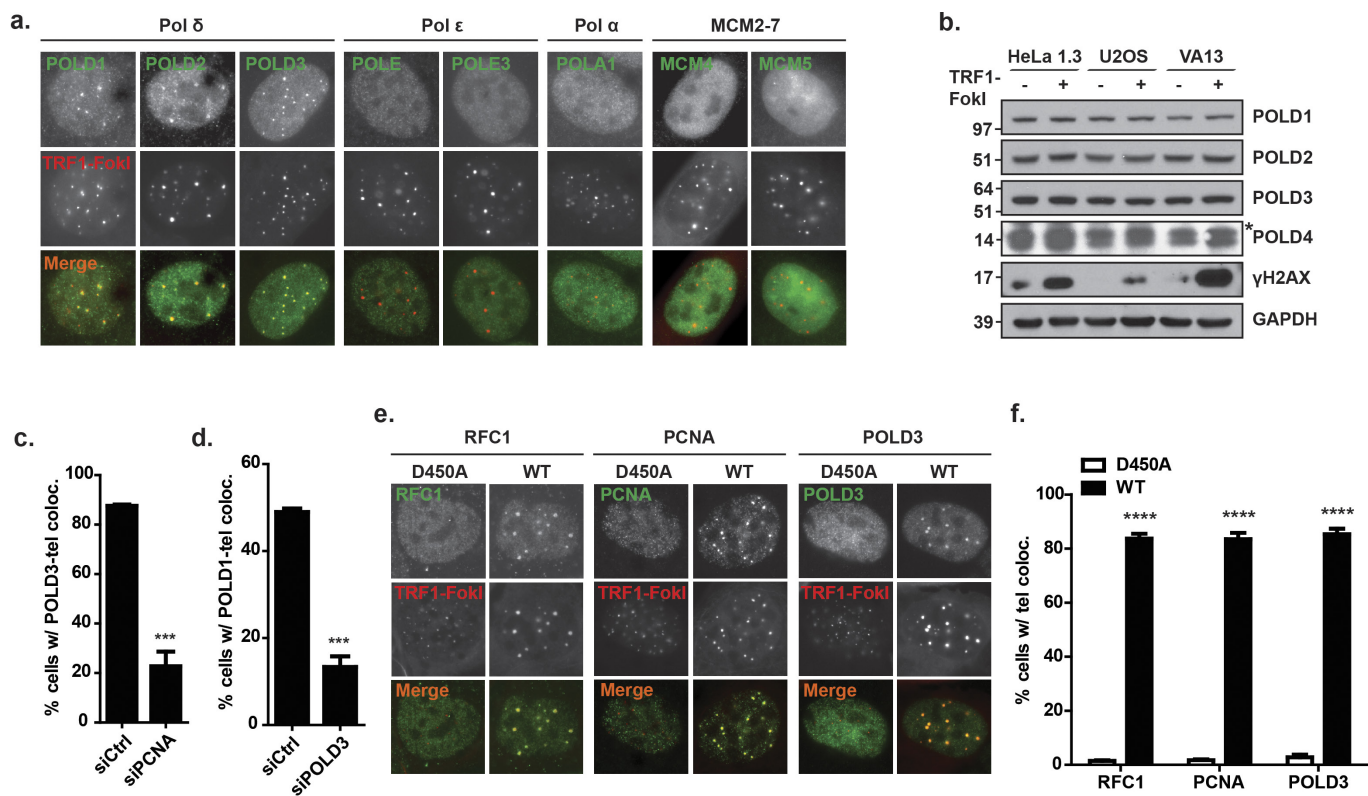 a.
Pol δ Pol ε Pol α MCM2-7
POLD1 POLD2 POLD3 POLE POLE3 POLA1 MCM4 MCM5
TRF1-FokI
Merge
b.
HeLa 1.3 U2OS VA13
TRF1-FokI - + - + - +
97 POLD1
51 POLD2
64
51 POLD3
14 * POLD4
17 γH2AX
39 GAPDH
c.
% cells w/ POLD3-tel coloc.
100
80
60
40
20
0
***
siCtrl siPCNA
d.
% cells w/ POLD1-tel coloc.
60
40
20
0
***
siCtrl siPOLD3
e.
RFC1 PCNA POLD3
D450A WT D450A WT D450A WT
RFC1 PCNA POLD3
TRF1-FokI TRF1-FokI TRF1-FokI
Merge Merge Merge
f.
D450A
WT
% cells w/ tel coloc.
100
80
60
40
20
0
**** **** ****
RFC1 PCNA POLD3